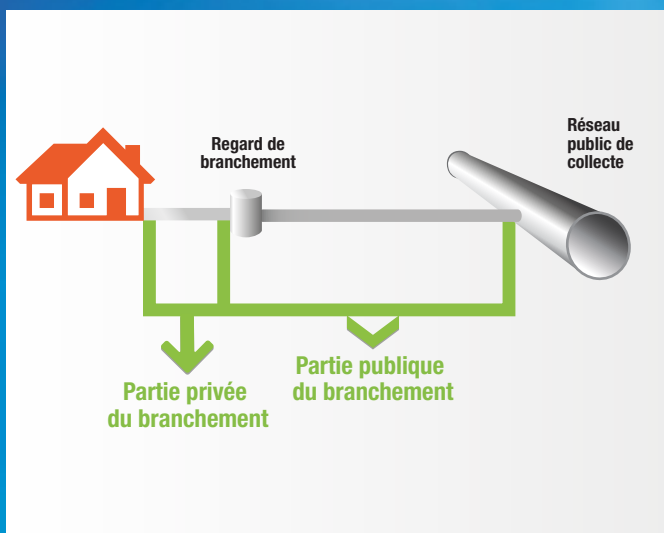 Regard de
branchement
Réseau
public de
collecte
Partie privée
du branchement
Partie publique
du branchement